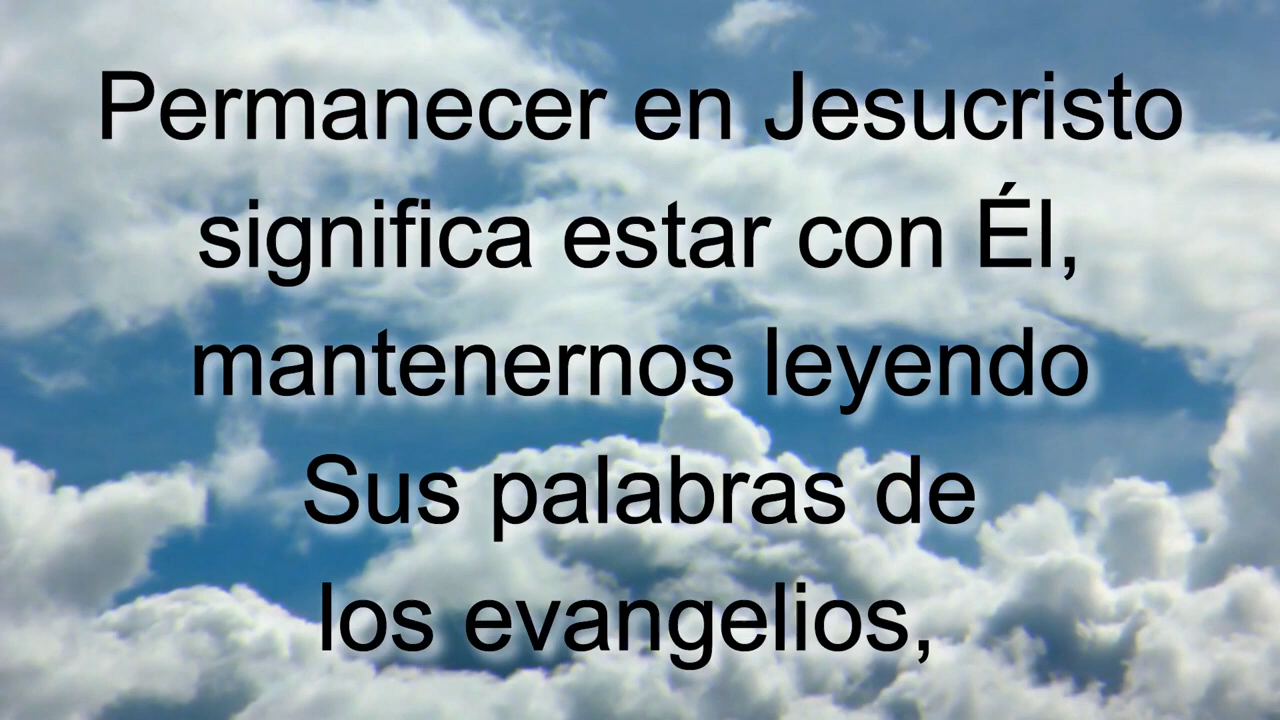 Permanecer en Jesucristo
significa estar con Él,
mantenernos leyendo
Sus palabras de
los evangelios,